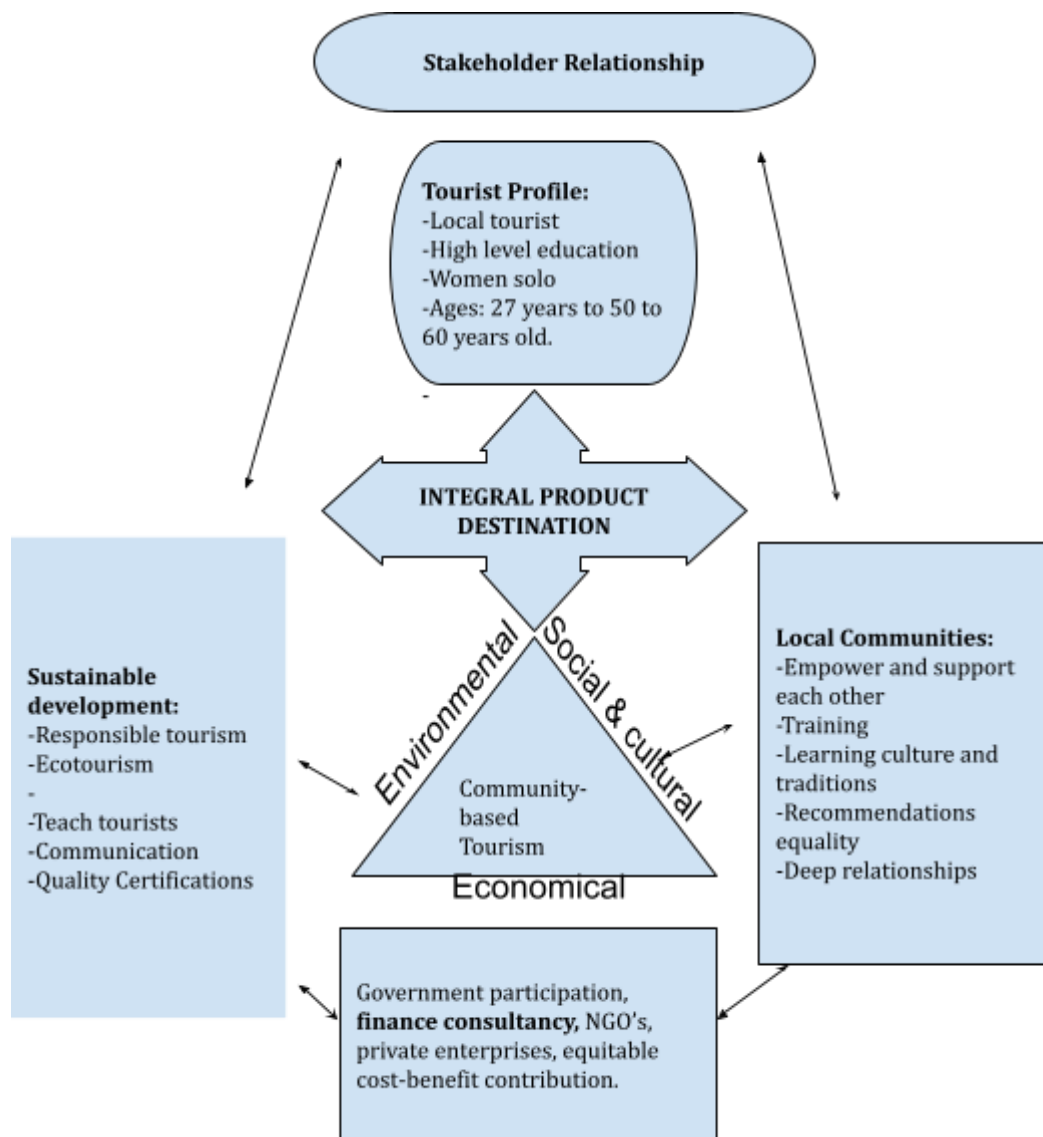 Stakeholder Relationship
Tourist Profile:
-Local tourist
-High level education
-Women solo
-Ages: 27 years to 50 to
60 years old.
-
INTEGRAL PRODUCT
DESTINATION
Environmental
Social & cultural
Community-
based
Tourism
Economical
Sustainable
development:
-Responsible tourism
-Ecotourism
-
-Teach tourists
-Communication
-Quality Certifications
Local Communities:
-Empower and support
each other
-Training
-Learning culture and
traditions
-Recommendations
equality
-Deep relationships
Government participation,
finance consultancy, NGO's,
private enterprises, equitable
cost-benefit contribution.